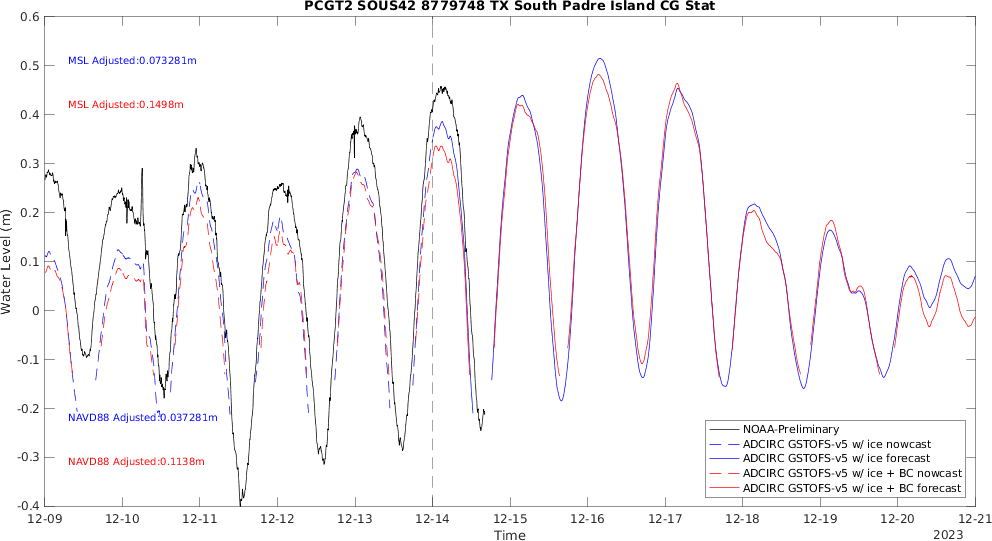 PCGT2 SOUS42 8779748 TX South Padre Island CG Stat
0.6
0.5
0.4
0.3
0.2
0.1
0
-0.1
-0.2
-0.3
-0.4
Water Level (m)
MSL Adjusted:0.073281m
MSL Adjusted:0.1498m
NAVD88 Adjusted:0.037281m
NAVD88 Adjusted:0.1138m
NOAA-Preliminary
ADCIRC GSTOFS-v5 w/ ice nowcast
ADCIRC GSTOFS-v5 w/ ice forecast
ADCIRC GSTOFS-v5 w/ ice + BC nowcast
ADCIRC GSTOFS-v5 w/ ice + BC forecast
12-09 12-10 12-11 12-12 12-13 12-14 12-15 12-16 12-17 12-18 12-19 12-20 12-21
Time
2023